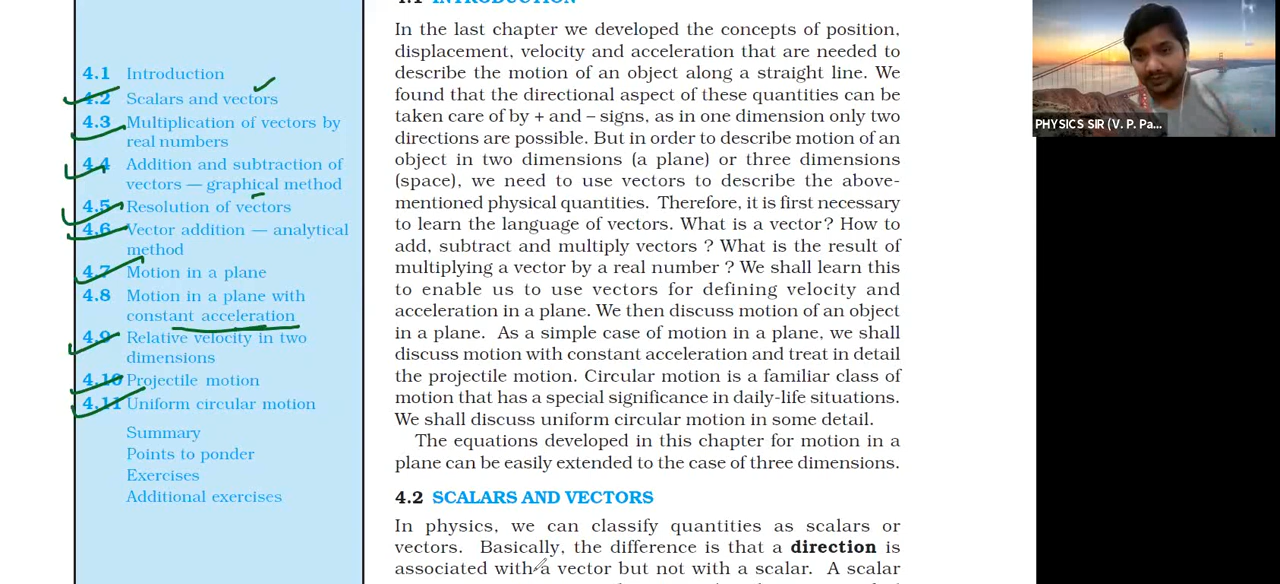 4.1 Introduction
4.2 Scalars and vectors
4.3 Multiplication of vectors by
real numbers
4.4 Addition and subtraction of
vectors — graphical method
4.5 Resolution of vectors
4.6 Vector addition — analytical
method
4.7 Motion in a plane
4.8 Motion in a plane with
constant acceleration
4.9 Relative velocity in two
dimensions
4.10 Projectile motion
4.11 Uniform circular motion
Summary
Points to ponder
Exercises
Additional exercises
4.1 INTRODUCTION
In the last chapter we developed the concepts of position,
displacement, velocity and acceleration that are needed to
describe the motion of an object along a straight line. We
found that the directional aspect of these quantities can be
taken care of by + and – signs, as in one dimension only two
directions are possible. But in order to describe motion of an
object in two dimensions (a plane) or three dimensions
(space), we need to use vectors to describe the above-
mentioned physical quantities. Therefore, it is first necessary
to learn the language of vectors. What is a vector? How to
add, subtract and multiply vectors ? What is the result of
multiplying a vector by a real number ? We shall learn this
to enable us to use vectors for defining velocity and
acceleration in a plane. We then discuss motion of an object
in a plane. As a simple case of motion in a plane, we shall
discuss motion with constant acceleration and treat in detail
the projectile motion. Circular motion is a familiar class of
motion that has a special significance in daily-life situations.
We shall discuss uniform circular motion in some detail.
The equations developed in this chapter for motion in a
plane can be easily extended to the case of three dimensions.
4.2 SCALARS AND VECTORS
In physics, we can classify quantities as scalars or
vectors. Basically, the difference is that a direction is
associated with a vector but not with a scalar. A scalar
PHYSICS SIR (V. P. Pa...